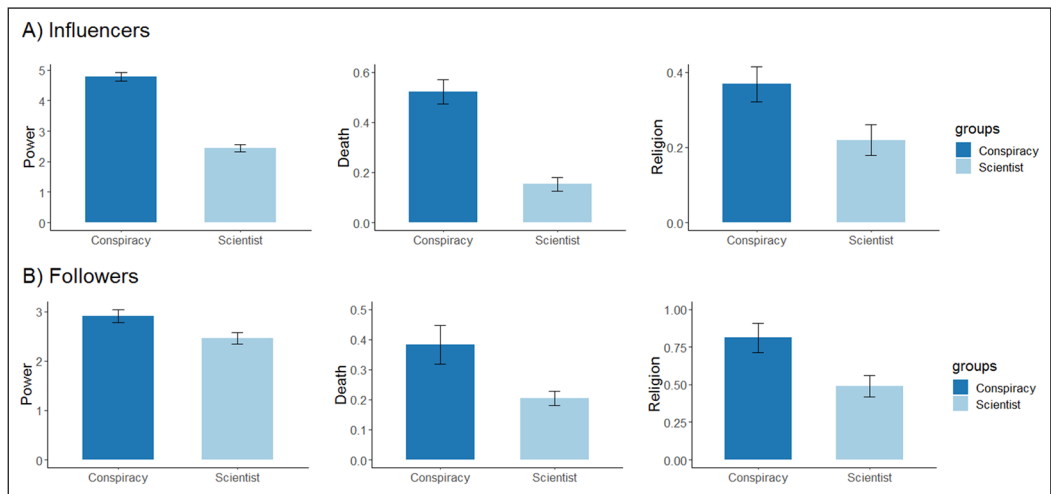 A) Influencers
Power
5
4
3
2
1
0
Conspiracy Scientist
Death
0.6
0.4
0.2
0.0
Conspiracy Scientist
Religion
0.4
0.2
0.0
Conspiracy Scientist
groups
Conspiracy
Scientist
B) Followers
Power
3
2
1
0
Conspiracy Scientist
Death
0.5
0.4
0.3
0.2
0.1
0.0
Conspiracy Scientist
Religion
1.00
0.75
0.50
0.25
0.00
Conspiracy Scientist
groups
Conspiracy
Scientist